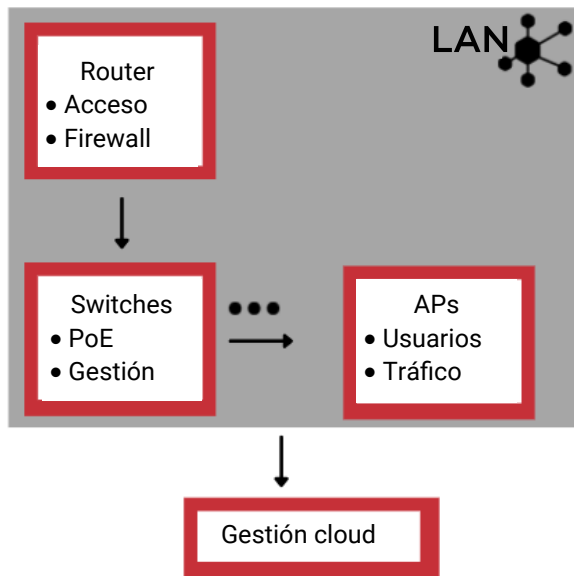 LAN
Router
• Acceso
• Firewall
Switches
• PoE
• Gestión
APs
• Usuarios
• Tráfico
Gestión cloud